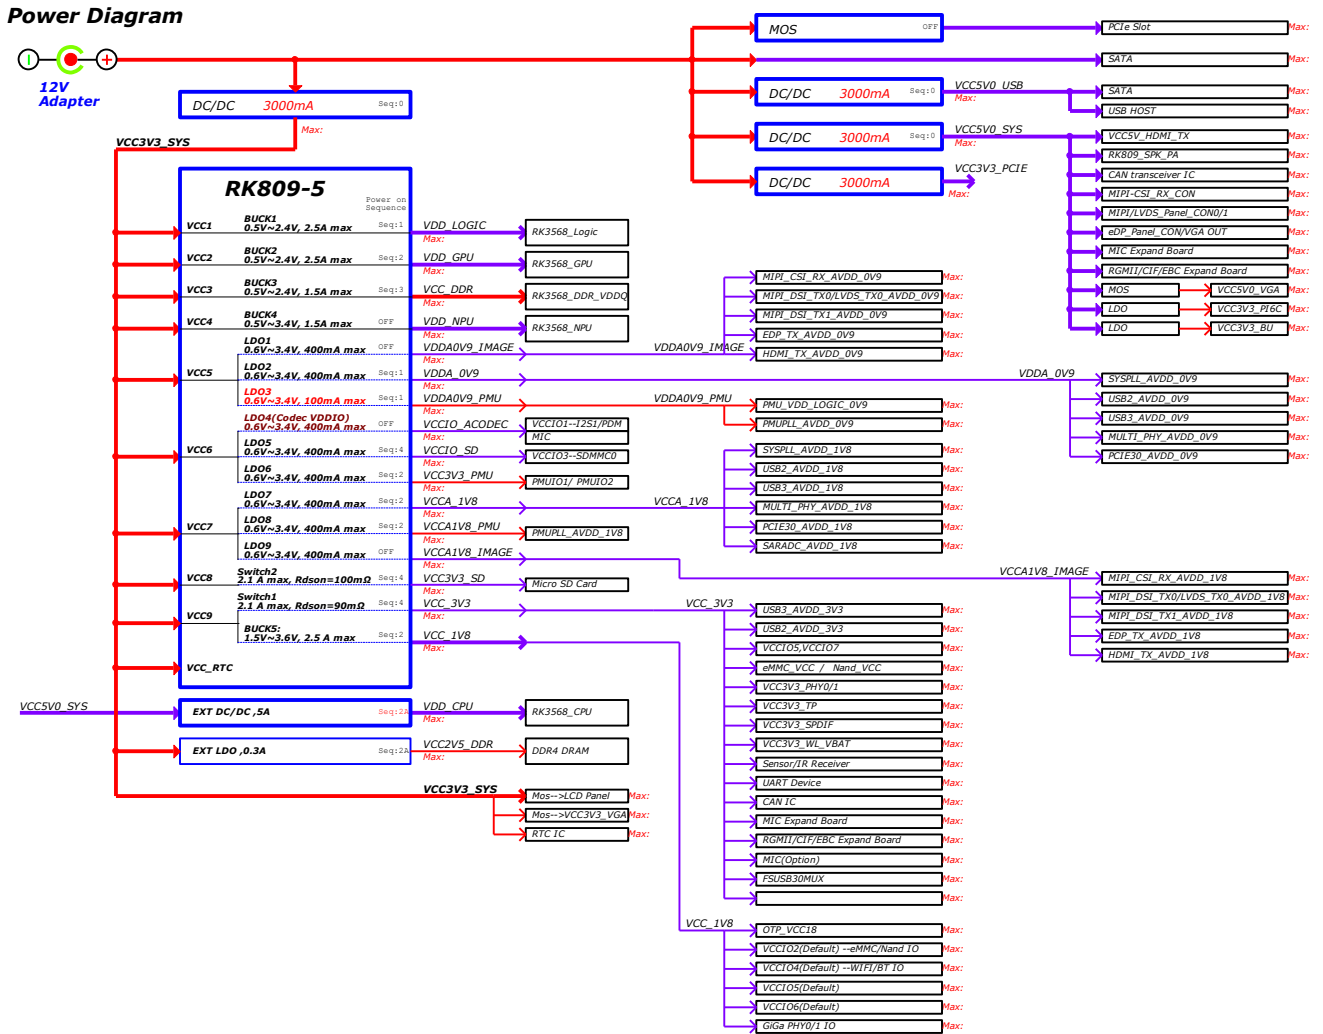 Power Diagram
12V
Adapter
DC/DC 3000mA Seq:0
Max:
VCC3V3_SYS
MOS OFF
PCIe Slot Max:
SATA Max:
DC/DC 3000mA Seq:0
VCC5V0_USB
Max:
SATA Max:
USB HOST Max:
DC/DC 3000mA Seq:0
VCC5V0_SYS
Max:
VCC5V_HDMI_TX Max:
RK809_SPK_PA Max:
CAN transceiver IC Max:
MIPI-CSI_RX_CON Max:
MIPI/LVDS_Panel_CON0/1 Max:
eDP_Panel_CON/VGA OUT Max:
MIC Expand Board Max:
RGMII/CIF/EBC Expand Board Max:
MOS VCC5V0_VGA Max:
LDO VCC3V3_PI6C Max:
LDO VCC3V3_BU Max:
DC/DC 3000mA
VCC3V3_PCIE
Max:
RK809-5
Power on
Sequence
VCC1
BUCK1
0.5V~2.4V, 2.5A max Seq:1
VDD_LOGIC
Max:
RK3568_Logic
VCC2
BUCK2
0.5V~2.4V, 2.5A max Seq:2
VDD_GPU
Max:
RK3568_GPU
VCC3
BUCK3
0.5V~2.4V, 1.5A max Seq:3
VCC_DDR
Max:
RK3568_DDR_VDDQ
VCC4
BUCK4
0.5V~3.4V, 1.5A max OFF
VDD_NPU
Max:
RK3568_NPU
LDO1
0.6V~3.4V, 400mA max OFF
VDDA0V9_IMAGE
Max:
VDDA0V9_IMAGE
MIPI_CSI_RX_AVDD_0V9 Max:
MIPI_DSI_TX0/LVDS_TX0_AVDD_0V9 Max:
MIPI_DSI_TX1_AVDD_0V9 Max:
EDP_TX_AVDD_0V9 Max:
HDMI_TX_AVDD_0V9 Max:
VCC5
LDO2
0.6V~3.4V, 400mA max Seq:1
VDDA_0V9
Max:
VDDA_0V9
SYSPLL_AVDD_0V9 Max:
USB2_AVDD_0V9 Max:
USB3_AVDD_0V9 Max:
MULTI_PHY_AVDD_0V9 Max:
PCIE30_AVDD_0V9 Max:
LDO3
0.6V~3.4V, 100mA max Seq:1
VDDA0V9_PMU
Max:
VDDA0V9_PMU
PMU_VDD_LOGIC_0V9 Max:
PMUPLL_AVDD_0V9 Max:
LDO4(Codec VDDIO)
0.6V~3.4V, 400mA max OFF
VCCIO_ACODEC
Max:
VCCIO1--I2S1/PDM
MIC
VCC6
LDO5
0.6V~3.4V, 400mA max Seq:4
VCCIO_SD
Max:
VCCIO3--SDMMC0
LDO6
0.6V~3.4V, 400mA max Seq:2
VCC3V3_PMU
Max:
PMUIO1/ PMUIO2
LDO7
0.6V~3.4V, 400mA max Seq:2
VCCA_1V8
Max:
VCCA_1V8
SYSPLL_AVDD_1V8 Max:
USB2_AVDD_1V8 Max:
USB3_AVDD_1V8 Max:
MULTI_PHY_AVDD_1V8 Max:
PCIE30_AVDD_1V8 Max:
SARADC_AVDD_1V8 Max:
VCC7
LDO8
0.6V~3.4V, 400mA max Seq:2
VCCA1V8_PMU
Max:
PMUPLL_AVDD_1V8
LDO9
0.6V~3.4V, 400mA max OFF
VCCA1V8_IMAGE
Max:
VCCA1V8_IMAGE
MIPI_CSI_RX_AVDD_1V8 Max:
MIPI_DSI_TX0/LVDS_TX0_AVDD_1V8 Max:
MIPI_DSI_TX1_AVDD_1V8 Max:
EDP_TX_AVDD_1V8 Max:
HDMI_TX_AVDD_1V8 Max:
VCC8
Switch2
2.1 A max, Rdson=100mΩ Seq:4
VCC3V3_SD
Max:
Micro SD Card
VCC9
Switch1
2.1 A max, Rdson=90mΩ Seq:4
VCC_3V3
Max:
VCC_3V3
USB3_AVDD_3V3 Max:
USB2_AVDD_3V3 Max:
VCCIO5,VCCIO7 Max:
eMMC_VCC / Nand_VCC Max:
VCC3V3_PHY0/1 Max:
VCC3V3_TP Max:
VCC3V3_SPDIF Max:
VCC3V3_WL_VBAT Max:
Sensor/IR Receiver Max:
UART Device Max:
CAN IC Max:
MIC Expand Board Max:
RGMII/CIF/EBC Expand Board Max:
MIC(Option) Max:
FSUSB30MUX Max:
Max:
BUCK5:
1.5V~3.6V, 2.5 A max Seq:2
VCC_1V8
Max:
VCC_1V8
OTP_VCC18 Max:
VCCIO2(Default) --eMMC/Nand IO Max:
VCCIO4(Default) --WIFI/BT IO Max:
VCCIO5(Default) Max:
VCCIO6(Default) Max:
GiGa PHY0/1 IO Max:
VCC_RTC
VCC5V0_SYS
EXT DC/DC ,5A Seq:2A
VDD_CPU
Max:
RK3568_CPU
EXT LDO ,0.3A Seq:2A
VCC2V5_DDR
Max:
DDR4 DRAM
VCC3V3_SYS
Mos-->LCD Panel Max:
Mos-->VCC3V3_VGA Max:
RTC IC Max: